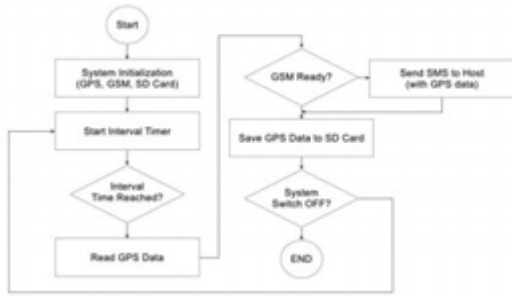 Start
System Initialization
(GPS, GSM, SD Card)
Start Interval Timer
Interval
Time Reached?
Read GPS Data
GSM Ready?
Send SMS to Host
(with GPS data)
Save GPS Data to SD Card
System
Switch OFF?
END